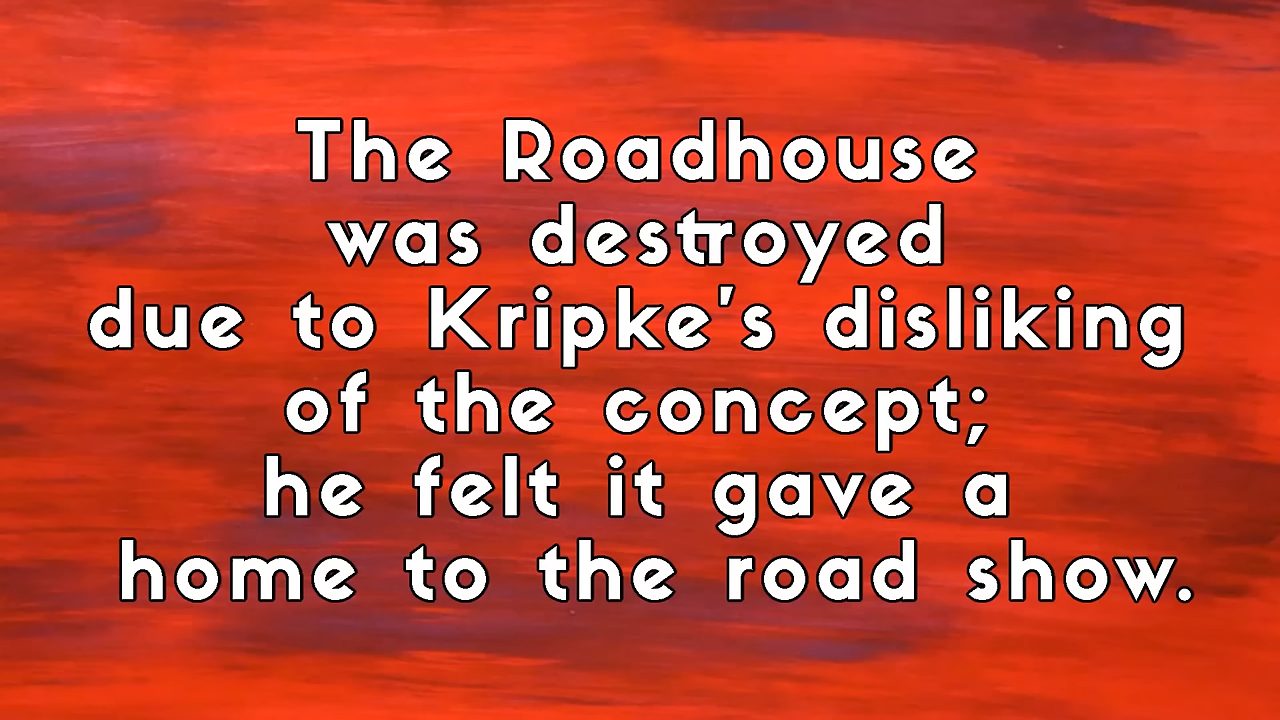 The Roadhouse
was destroyed
due to Kripke's disliking
of the concept;
he felt it gave a
home to the road show.